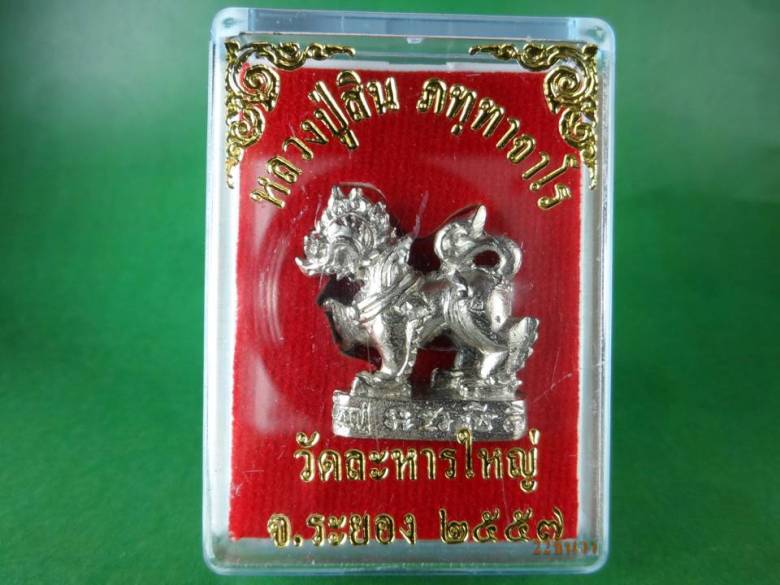 หลวงปู่สิน ภทฺทาจาโร
วัดละหารใหญ่
จ.ระยอง ๒๕๕๗